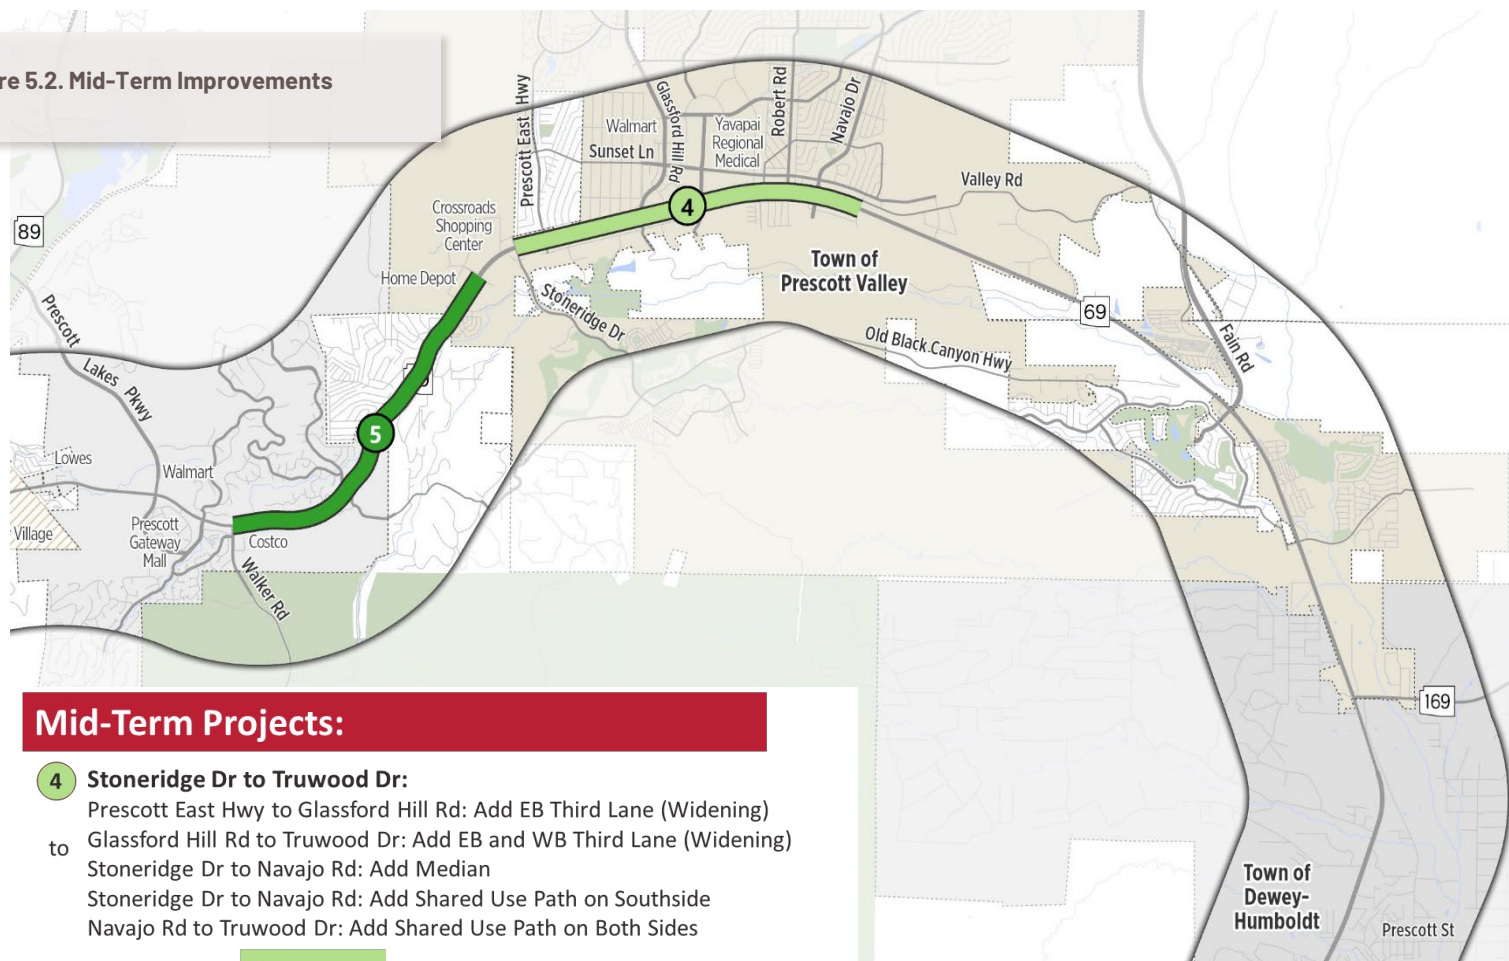 re 5.2. Mid-Term Improvements
Prescott East Hwy
Glassford Hill Rd
Robert Rd
Navajo Dr
Walmart
Sunset Ln
Yavapai
Regional
Medical
Valley Rd
Crossroads
Shopping
Center
Home Depot
4
89
Town of
Prescott Valley
Stoneridge Dr
69
Old Black Canyon Hwy
Fain Rd
Prescott Lakes Pkwy
5
Lowes
Walmart
Village
Prescott
Gateway
Mall
Costco
Walker Rd
169
Town of
Dewey-
Humboldt
Prescott St
Mid-Term Projects:
4 Stoneridge Dr to Truwood Dr:
Prescott East Hwy to Glassford Hill Rd: Add EB Third Lane (Widening)
to Glassford Hill Rd to Truwood Dr: Add EB and WB Third Lane (Widening)
Stoneridge Dr to Navajo Rd: Add Median
Stoneridge Dr to Navajo Rd: Add Shared Use Path on Southside
Navajo Rd to Truwood Dr: Add Shared Use Path on Both Sides